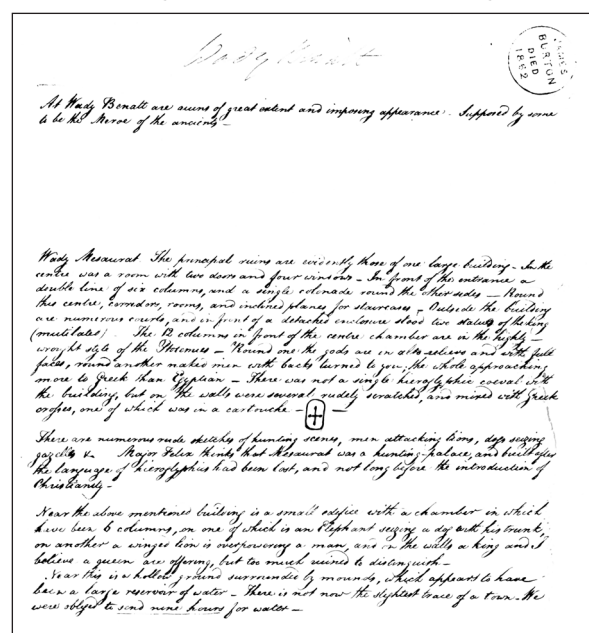 Wady Benatt
JAMES
BURTON
DIED
1862
At Wady Benatt are ruins of great extent and imposing appearance. Supposed by some
to be the Meroe of the ancients –
Wady Mesaurat The principal ruins are evidently those of one large building – In the
centre was a room with two doors and four windows – In front of the entrance a
double line of six columns, and a single colonade round the other sides – Round
this centre, corredors, rooms, and inclined planes for staircases – Outside the building
are numerous courts, and in front of a detached enclosure stood two statues of the king
(mutilated). The 12 columns in front of the centre chamber are in the highly –
wrought style of the Ptolemies – Round one the gods are in alto relievo and with full
faces, round another naked men with backs turned to you, the whole approaching
more to Greek than Egyptian – There was not a single hieroglyphic coeval with
the building, but on the walls were several rudely scratched, and mixed with Greek
crosses, one of which was in a cartouche –
There are numerous rude sketches of hunting scenes, men attacking lions, dogs seizing
gazelles &. Major Felix thinks that Mesaurat was a hunting-palace, and built after
the language of hieroglyphics had been lost, and not long before the introduction of
Christianity –
Near the above mentioned building is a small edifice with a chamber in which
have been 6 columns, on one of which is an Elephant seizing a dog with his trunk,
on another a winged lion is overpowering a man, and on the walls a king and I
believe a queen are offering, but too much ruined to distinguish –
Near this is a hollow ground surrounded by mounds, which appears to have
been a large reservoir of water – There is not now the slightest trace of a town – We
were obliged to send nine hours for water –